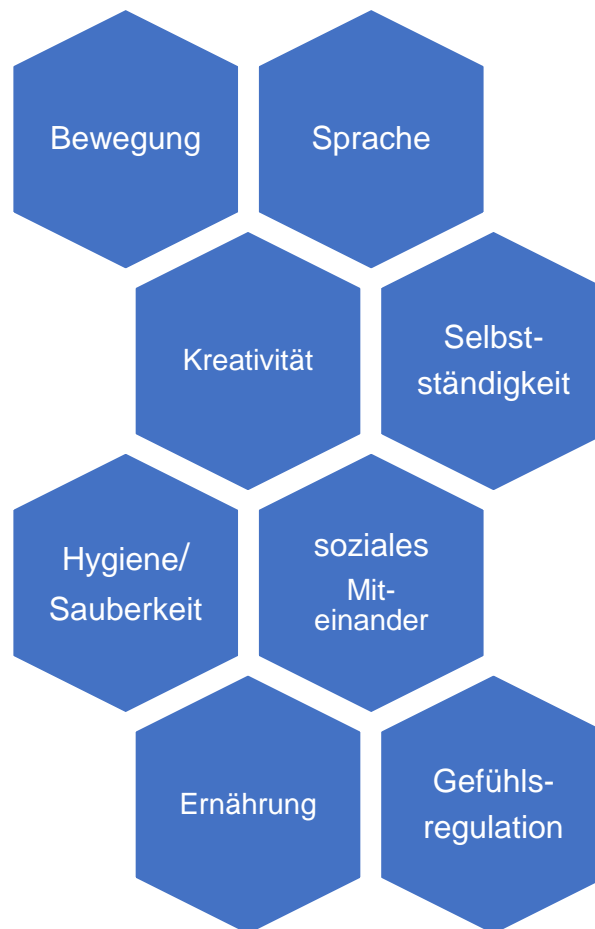 Bewegung
Sprache
Kreativität
Selbst-
ständigkeit
Hygiene/
Sauberkeit
soziales
Mit-
einander
Ernährung
Gefühls-
regulation